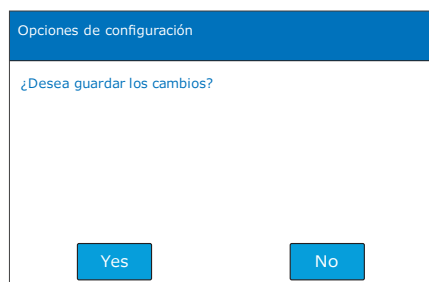 Opciones de configuración
¿Desea guardar los cambios?
Yes No